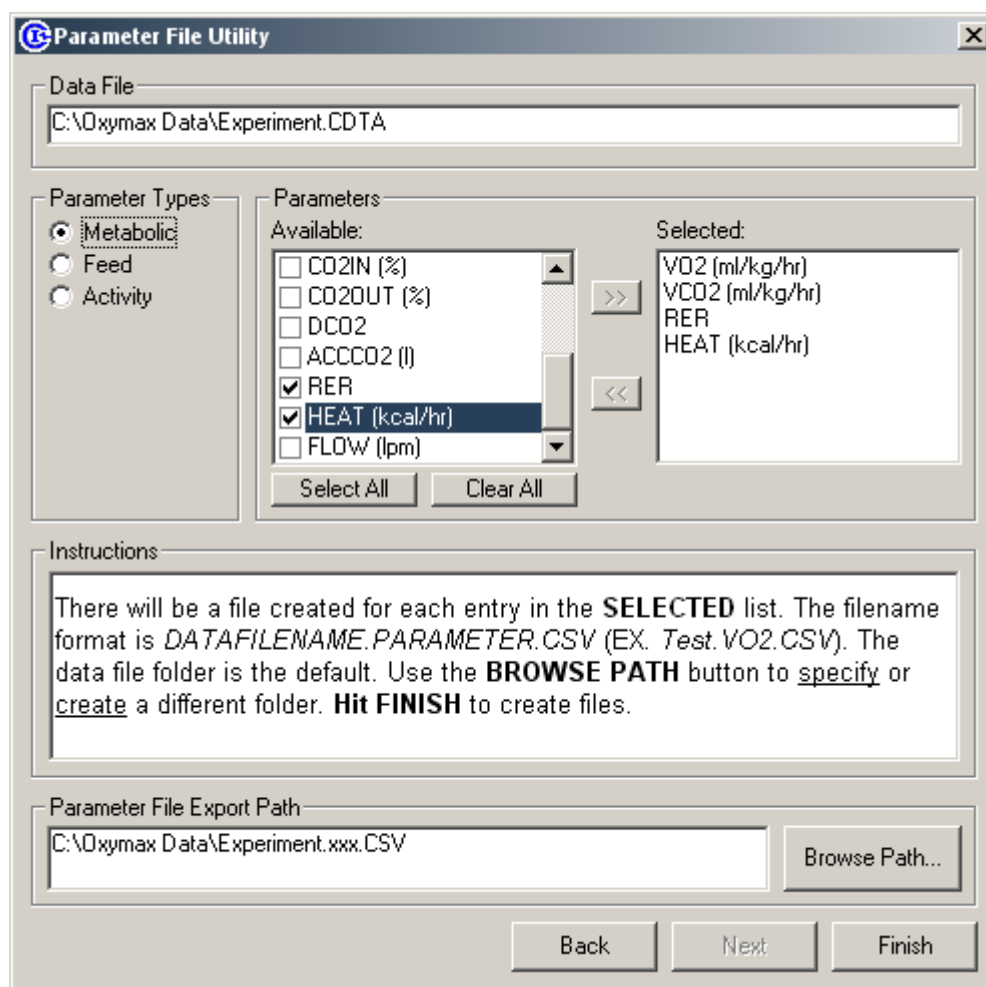 Parameter File Utility
Data File
C:\Oxymax Data\Experiment.CDTA
Parameter Types
Metabolic
Feed
Activity
Parameters
Available:
CO2IN (%)
CO2OUT (%)
DCO2
ACCCO2 (l)
RER
HEAT (kcal/hr)
FLOW (lpm)
Select All
Clear All
>>
<<
Selected:
VO2 (ml/kg/hr)
VCO2 (ml/kg/hr)
RER
HEAT (kcal/hr)
Instructions
There will be a file created for each entry in the SELECTED list. The filename
format is DATAFILENAME.PARAMETER.CSV (EX. Test.VO2.CSV). The
data file folder is the default. Use the BROWSE PATH button to specify or
create a different folder. Hit FINISH to create files.
Parameter File Export Path
C:\Oxymax Data\Experiment.xxx.CSV
Browse Path...
Back
Next
Finish